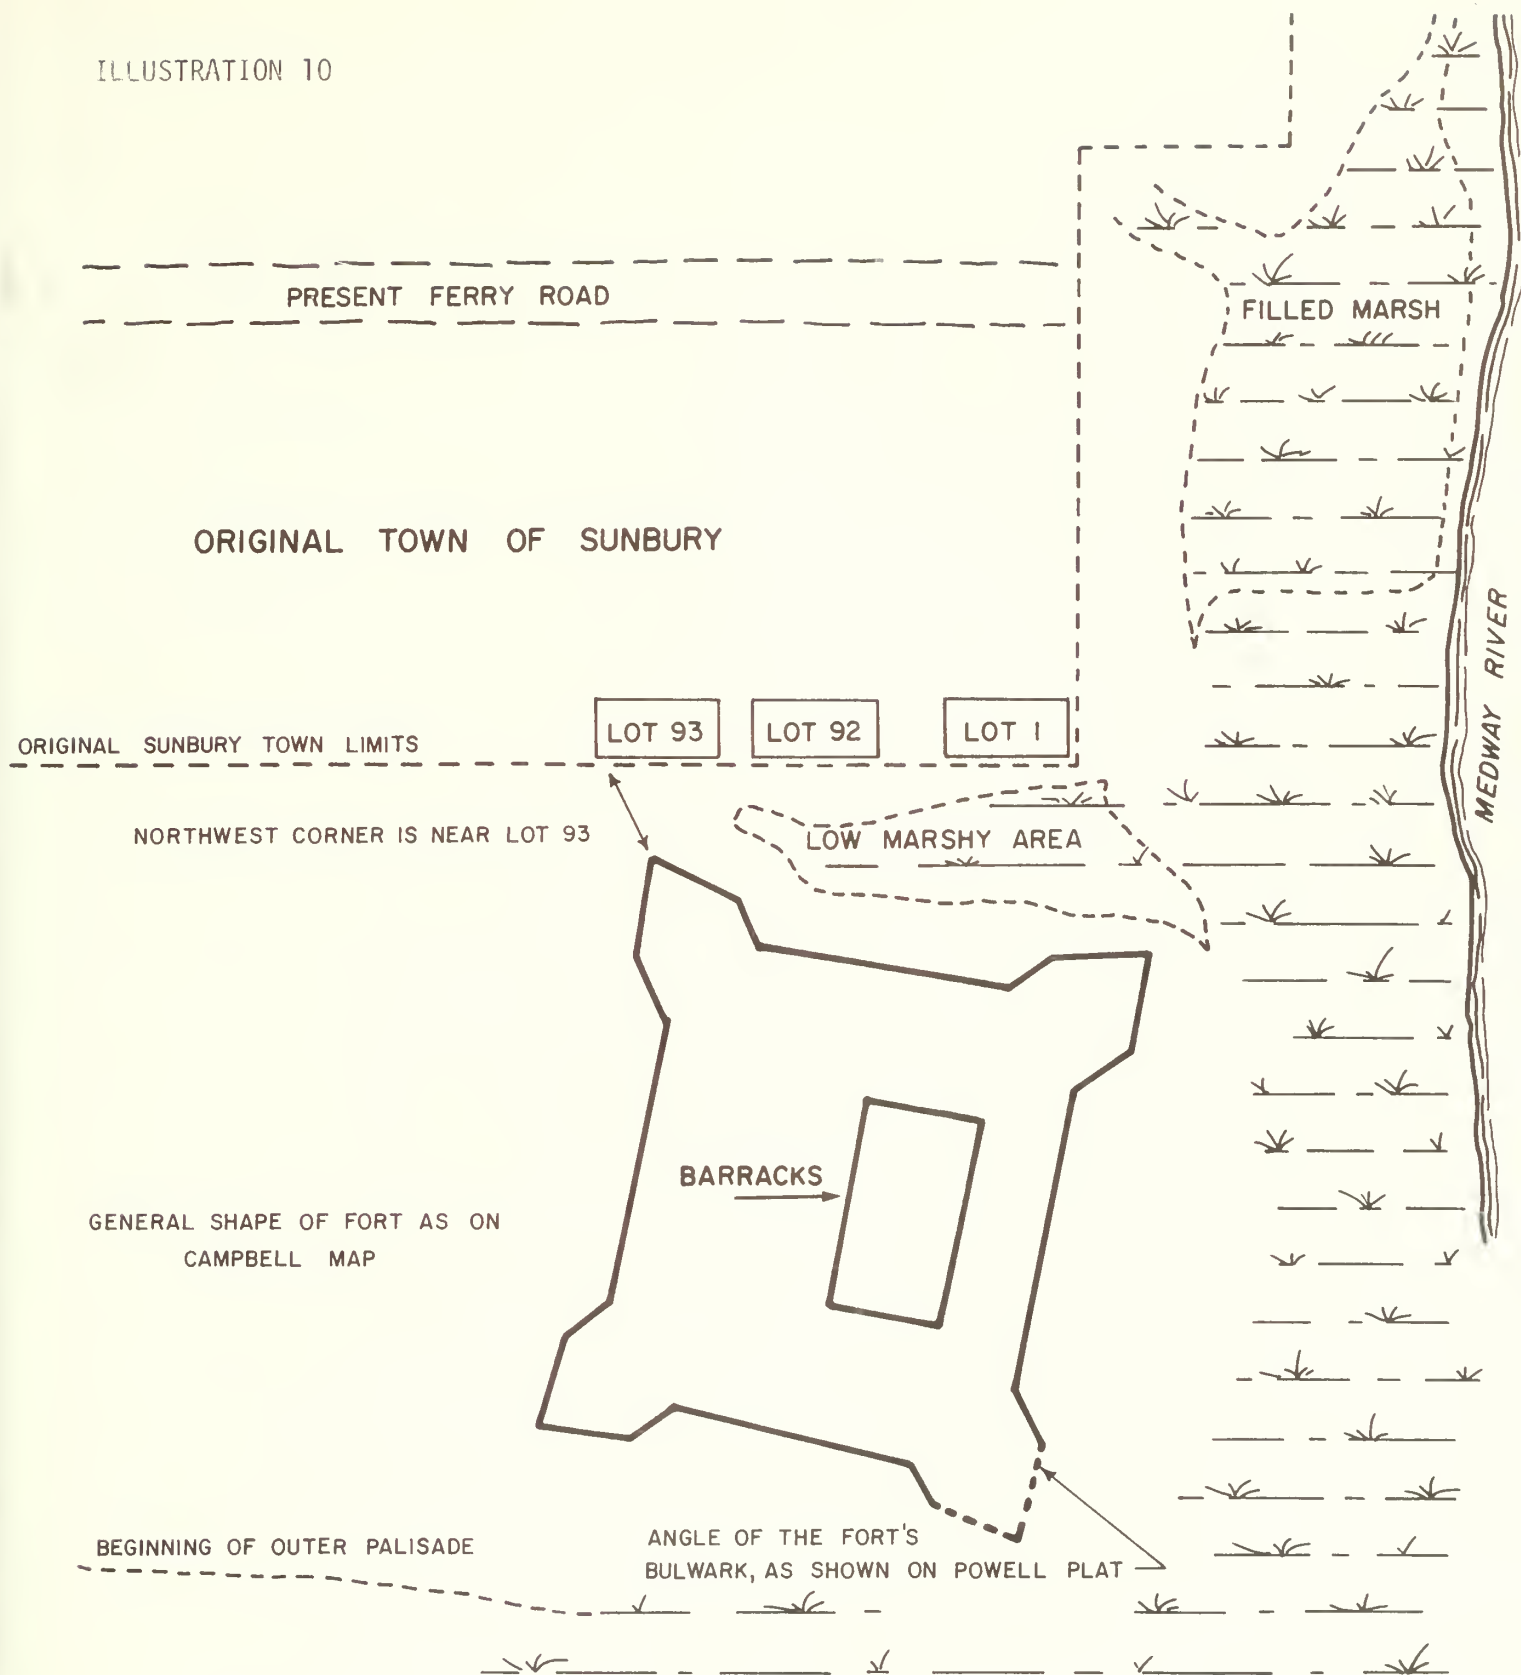 ILLUSTRATION 10
PRESENT FERRY ROAD
FILLED MARSH
ORIGINAL TOWN OF SUNBURY
MEDWAY RIVER
LOT 93
LOT 92
LOT 1
ORIGINAL SUNBURY TOWN LIMITS
NORTHWEST CORNER IS NEAR LOT 93
LOW MARSHY AREA
BARRACKS
GENERAL SHAPE OF FORT AS ON
CAMPBELL MAP
BEGINNING OF OUTER PALISADE
ANGLE OF THE FORT'S
BULWARK, AS SHOWN ON POWELL PLAT